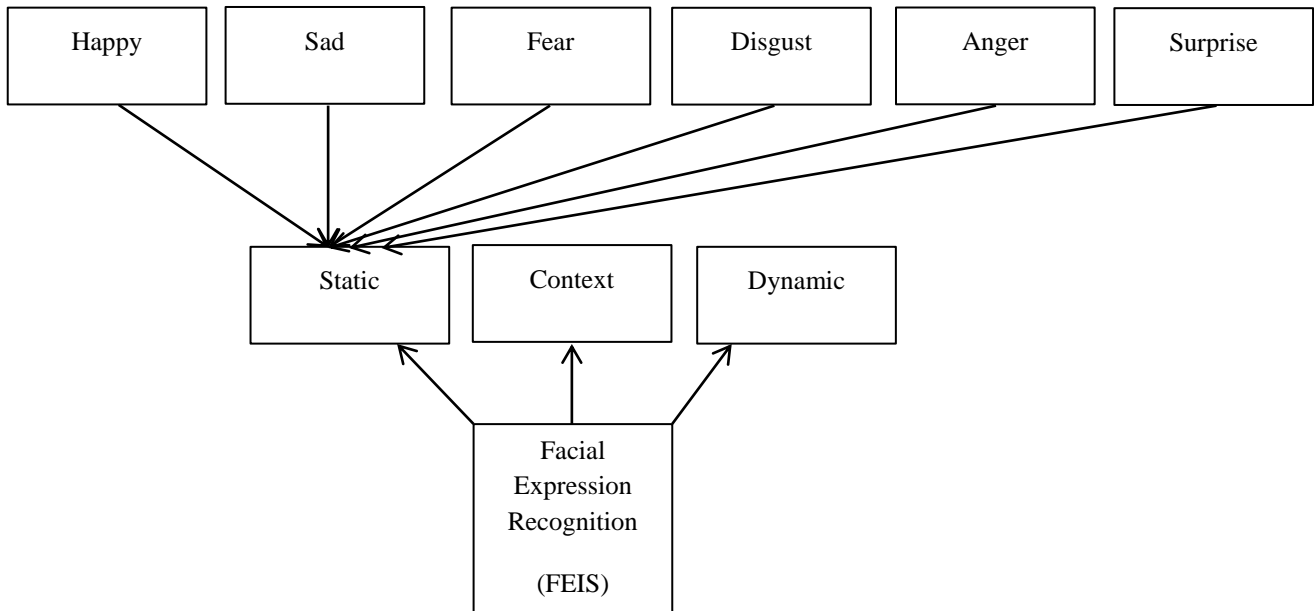 Happy
Sad
Fear
Disgust
Anger
Surprise
Static
Context
Dynamic
Facial
Expression
Recognition
(FEIS)